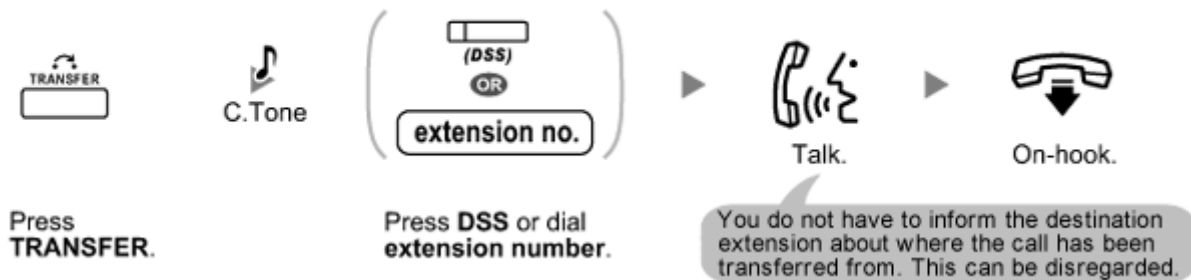 TRANSFER
C.Tone
(DSS)
OR
extension no.
Talk.
On-hook.
Press
TRANSFER.
Press DSS or dial
extension number.
You do not have to inform the destination
extension about where the call has been
transferred from. This can be disregarded.